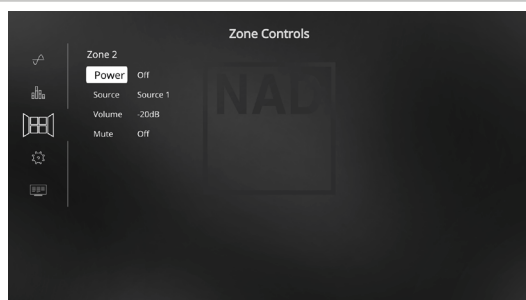 Zone Controls
Zone 2
Power Off
Source Source 1
Volume -20dB
Mute Off
NAD